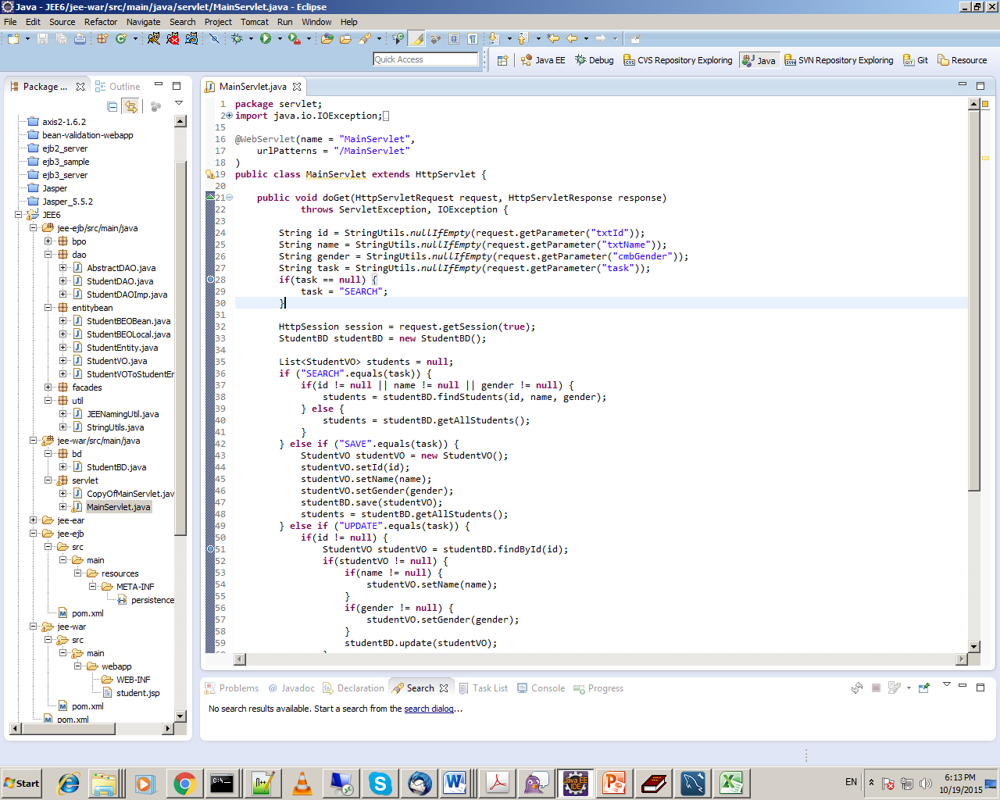 Java - JEE6/jee-war/src/main/java/servlet/MainServlet.java - Eclipse
File Edit Source Refactor Navigate Search Project Tomcat Run Window Help
Quick Access
Java EE Debug CVS Repository Exploring Java SVN Repository Exploring Git Resource
Package ... Outline
axis2-1.6.2
bean-validation-webapp
ejb2_server
ejb3_sample
ejb3_server
Jasper
Jasper_5.5.2
JEE6
jee-ejb/src/main/java
bpo
dao
AbstractDAO.java
StudentDAO.java
StudentDAOImp.java
entitybean
StudentBEOBean.java
StudentBEOLocal.java
StudentEntity.java
StudentVO.java
StudentVOToStudentEr
facades
util
JEENamingUtil.java
StringUtils.java
jee-war/src/main/java
bd
StudentBD.java
servlet
CopyOfMainServlet.jav
MainServlet.java
jee-ear
jee-ejb
src
main
resources
META-INF
persistence
pom.xml
jee-war
src
main
webapp
WEB-INF
student.jsp
pom.xml
pom.xml
MainServlet.java
1 package servlet;
2 import java.io.IOException;
15
16 @WebServlet(name = "MainServlet",
17 urlPatterns = "/MainServlet"
18 )
19 public class MainServlet extends HttpServlet {
20
21 public void doGet(HttpServletRequest request, HttpServletResponse response)
22 throws ServletException, IOException {
23
24 String id = StringUtils.nullIfEmpty(request.getParameter("txtId"));
25 String name = StringUtils.nullIfEmpty(request.getParameter("txtName"));
26 String gender = StringUtils.nullIfEmpty(request.getParameter("cmbGender"));
27 String task = StringUtils.nullIfEmpty(request.getParameter("task"));
28 if(task == null) {
29 task = "SEARCH";
30 }
31
32 HttpSession session = request.getSession(true);
33 StudentBD studentBD = new StudentBD();
34
35 List<StudentVO> students = null;
36 if ("SEARCH".equals(task)) {
37 if(id != null || name != null || gender != null) {
38 students = studentBD.findStudents(id, name, gender);
39 } else {
40 students = studentBD.getAllStudents();
41 }
42 } else if ("SAVE".equals(task)) {
43 StudentVO studentVO = new StudentVO();
44 studentVO.setId(id);
45 studentVO.setName(name);
46 studentVO.setGender(gender);
47 studentBD.save(studentVO);
48 students = studentBD.getAllStudents();
49 } else if ("UPDATE".equals(task)) {
50 if(id != null) {
51 StudentVO studentVO = studentBD.findById(id);
52 if(studentVO != null) {
53 if(name != null) {
54 studentVO.setName(name);
55 }
56 if(gender != null) {
57 studentVO.setGender(gender);
58 }
59 studentBD.update(studentVO);
Problems Javadoc Declaration Search Task List Console Progress
No search results available. Start a search from the search dialog...
Start
EN
6:13 PM
10/19/2015